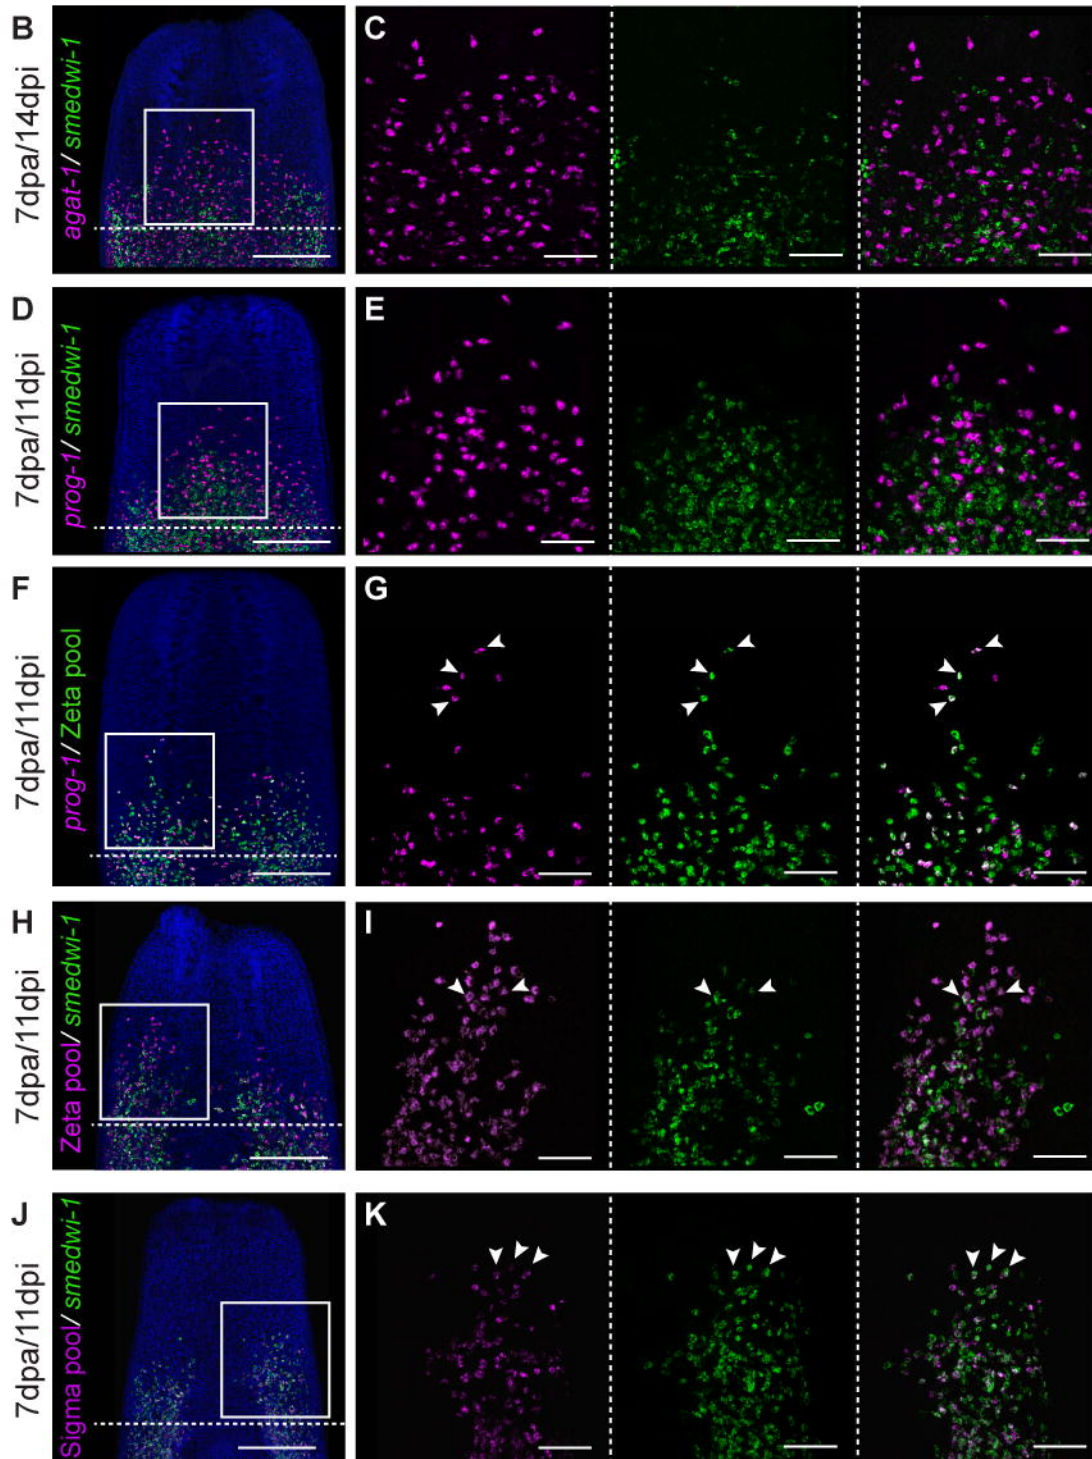 B
7dpa/14dpi
agat-1/ smedwi-1
C
D
7dpa/11dpi
prog-1/ smedwi-1
E
F
7dpa/11dpi
prog-1/ Zeta pool
G
H
7dpa/11dpi
Zeta pool/ smedwi-1
I
J
7dpa/11dpi
Sigma pool/ smedwi-1
K